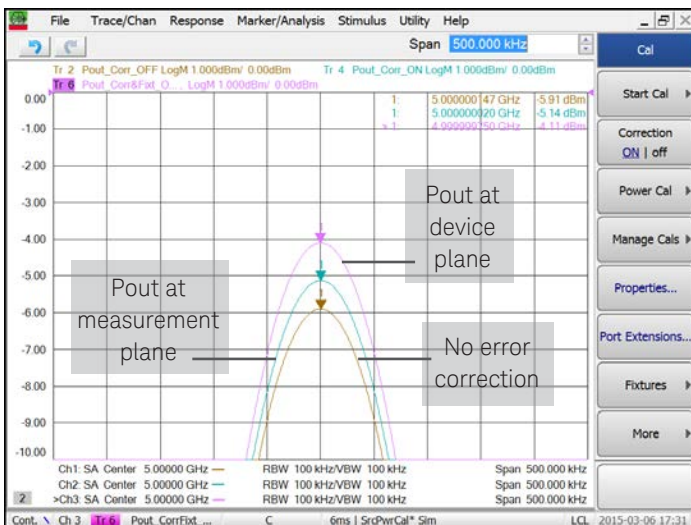 File Trace/Chan Response Marker/Analysis Stimulus Utility Help
Span 500.000 kHz
Cal
Tr 2 Pout_Corr_OFF LogM 1.000dBm/ 0.00dBm Tr 4 Pout_Corr_ON LogM 1.000dBm/ 0.00dBm
Tr 6 Pout_Corr&Fixt_O... LogM 1.000dBm/ 0.00dBm
1: 5.000000147 GHz -5.91 dBm
1: 5.000000020 GHz -5.14 dBm
> 1: 4.999999750 GHz -4.11 dBm
0.00
-1.00
-2.00
-3.00
-4.00
-5.00
-6.00
-7.00
-8.00
-9.00
-10.00
Pout at
device
plane
Pout at
measurement
plane
No error
correction
1
1
1
Start Cal
Correction
ON | off
Power Cal
Manage Cals
Properties...
Port Extensions...
Fixtures
More
Ch1: SA Center 5.00000 GHz — RBW 100 kHz/VBW 100 kHz Span 500.000 kHz
Ch2: SA Center 5.00000 GHz — RBW 100 kHz/VBW 100 kHz Span 500.000 kHz
2 >Ch3: SA Center 5.00000 GHz — RBW 100 kHz/VBW 100 kHz Span 500.000 kHz
Cont. Ch 3 Tr 6 Pout_CorrFixt_... C 6ms | SrcPwrCal* Sim LCL 2015-03-06 17:31